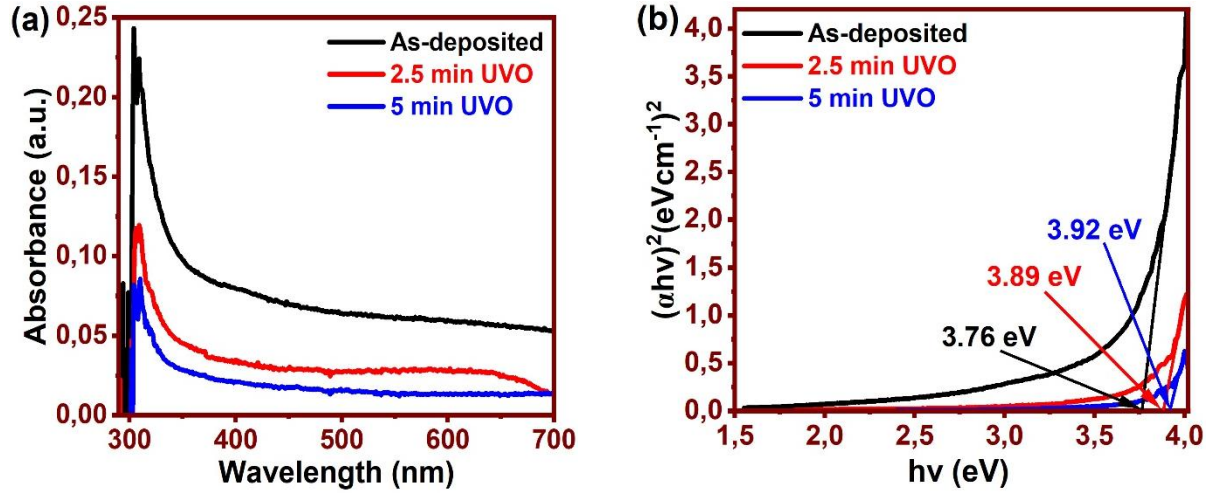 (a)
As-deposited
2.5 min UVO
5 min UVO
0,25
0,20
0,15
0,10
0,05
0,00
Absorbance (a.u.)
300 400 500 600 700
Wavelength (nm)
(b)
As-deposited
2.5 min UVO
5 min UVO
4,0
3,5
3,0
2,5
2,0
1,5
1,0
0,5
0,0
(αhν)²(eVcm⁻¹)²
3.92 eV
3.89 eV
3.76 eV
1,5 2,0 2,5 3,0 3,5 4,0
hν (eV)